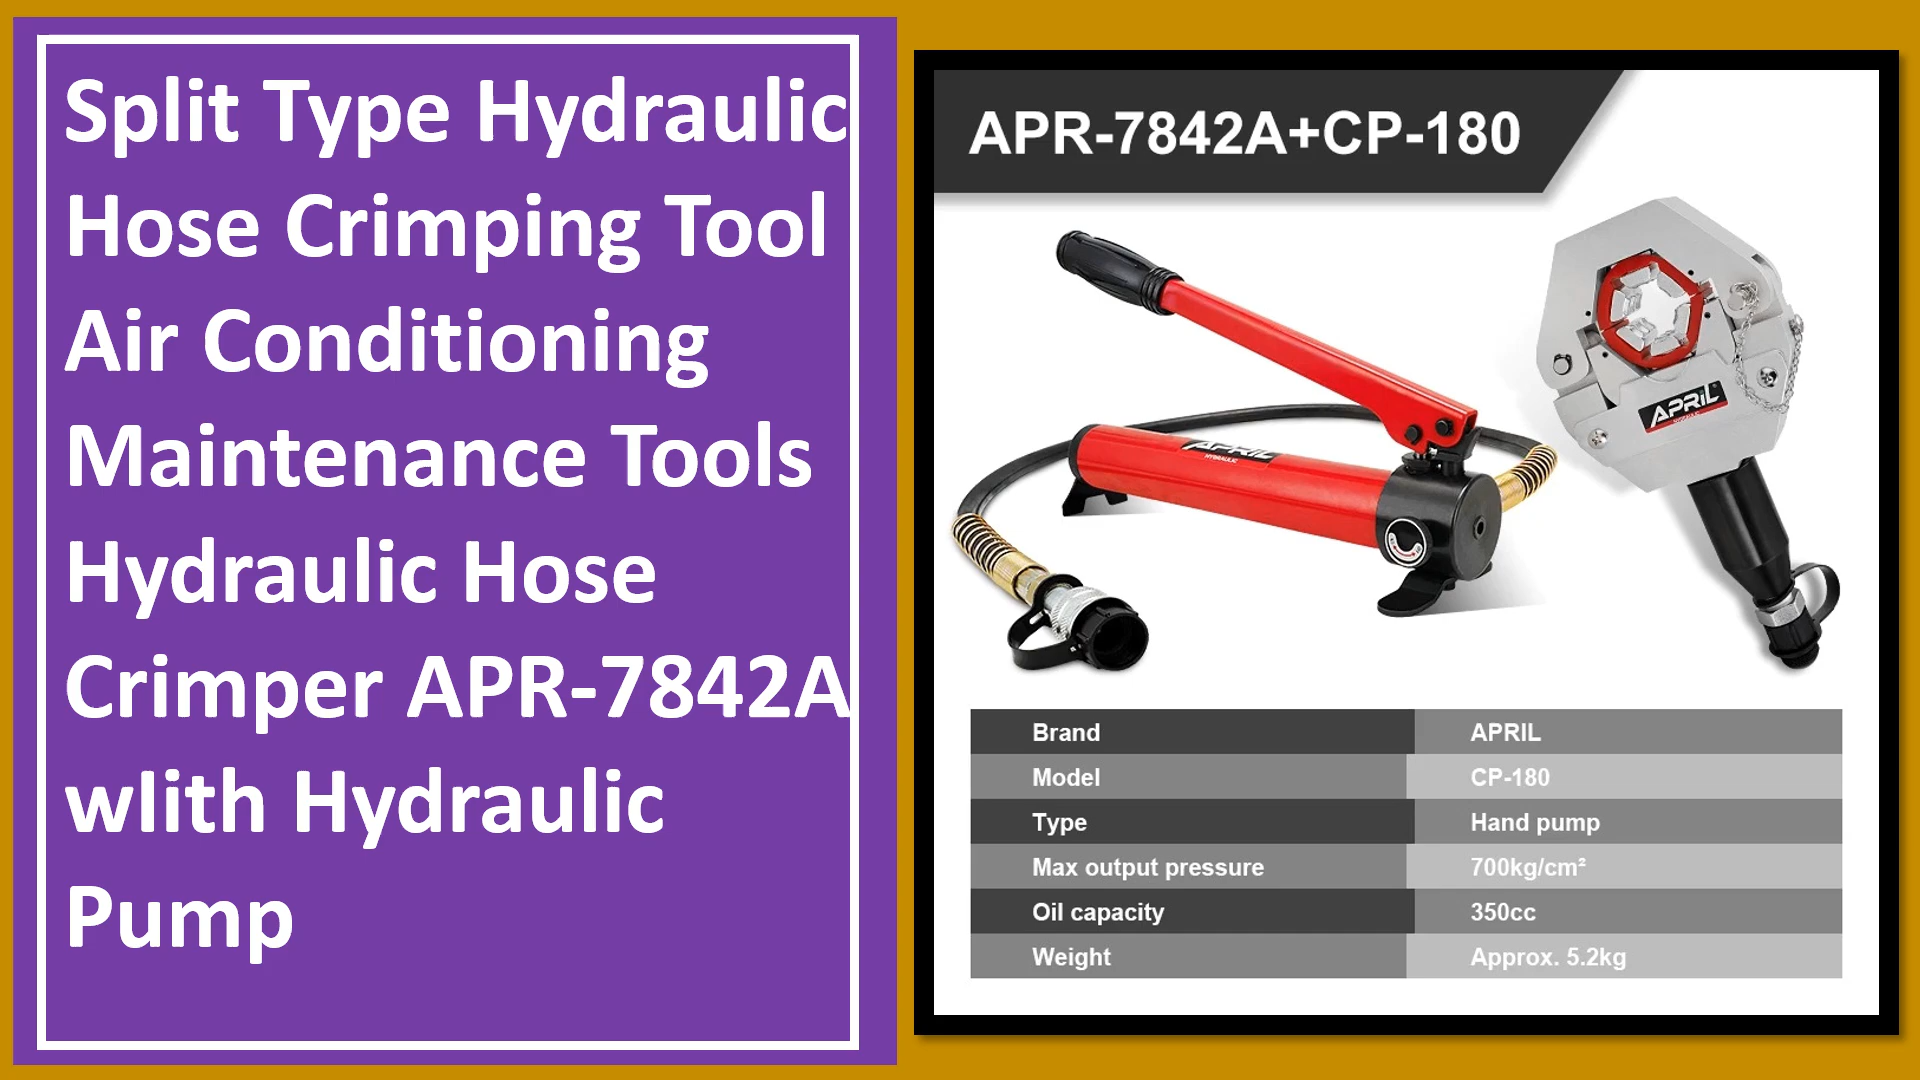 Split Type Hydraulic
Hose Crimping Tool
Air Conditioning
Maintenance Tools
Hydraulic Hose
Crimper APR-7842A
wIith Hydraulic
Pump
APR-7842A+CP-180
APRIL
HYDRAULIC
APRIL
HYDRAULIC
Brand APRIL
Model CP-180
Type Hand pump
Max output pressure 700kg/cm²
Oil capacity 350cc
Weight Approx. 5.2kg